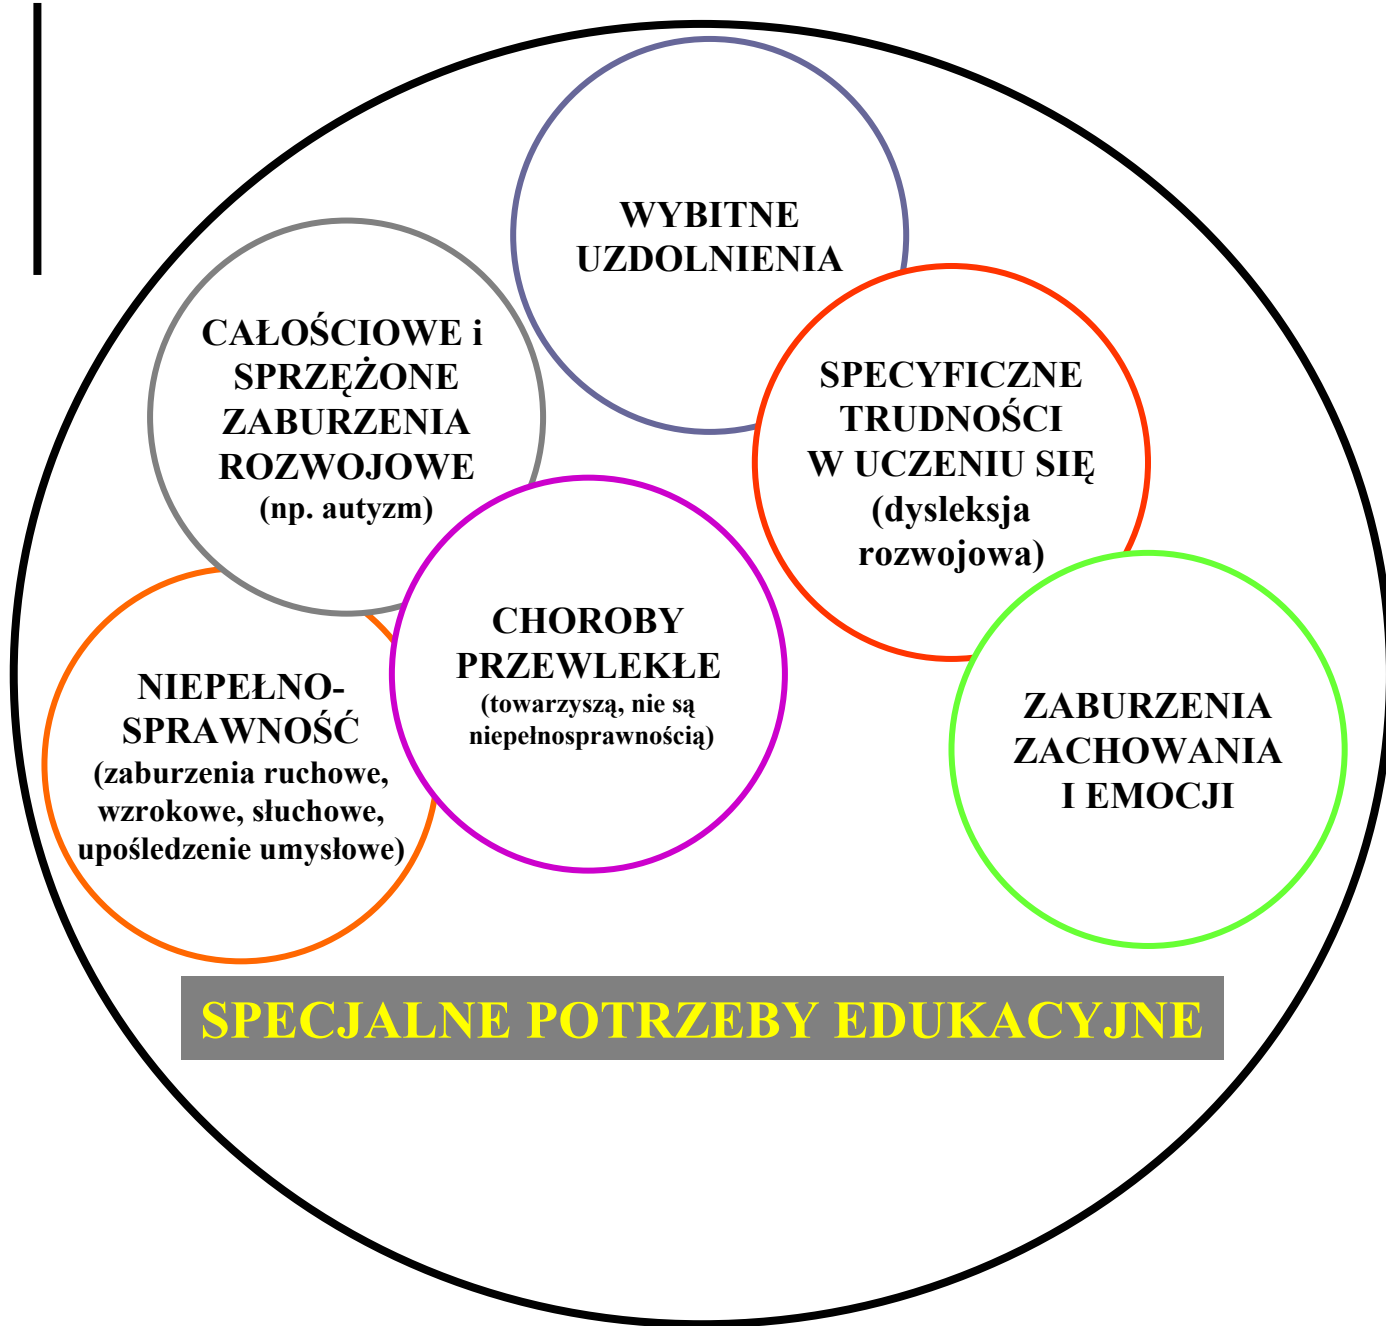 WYBITNE
UZDOLNIENIA
CAŁOŚCIOWE i
SPRZĘŻONE
ZABURZENIA
ROZWOJOWE
(np. autyzm)
SPECYFICZNE
TRUDNOŚCI
W UCZENIU SIĘ
(dysleksja
rozwojowa)
CHOROBY
PRZEWLEKŁE
(towarzyszą, nie są
niepełnosprawnością)
NIEPEŁNO-
SPRAWNOŚĆ
(zaburzenia ruchowe,
wzrokowe, słuchowe,
upośledzenie umysłowe)
ZABURZENIA
ZACHOWANIA
I EMOCJI
SPECJALNE POTRZEBY EDUKACYJNE